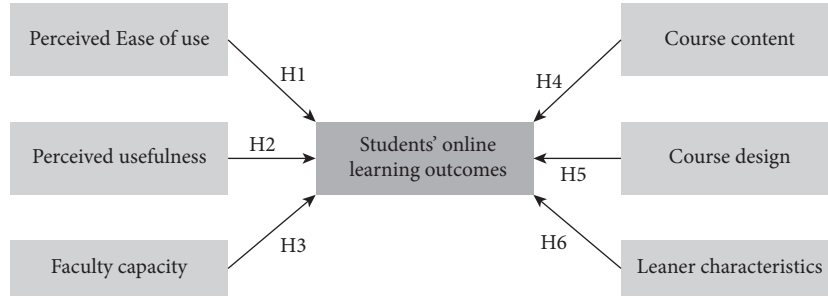 Perceived Ease of use
Course content
H1
H4
Perceived usefulness
H2
Students’ online
learning outcomes
H5
Course design
H3
H6
Faculty capacity
Leaner characteristics